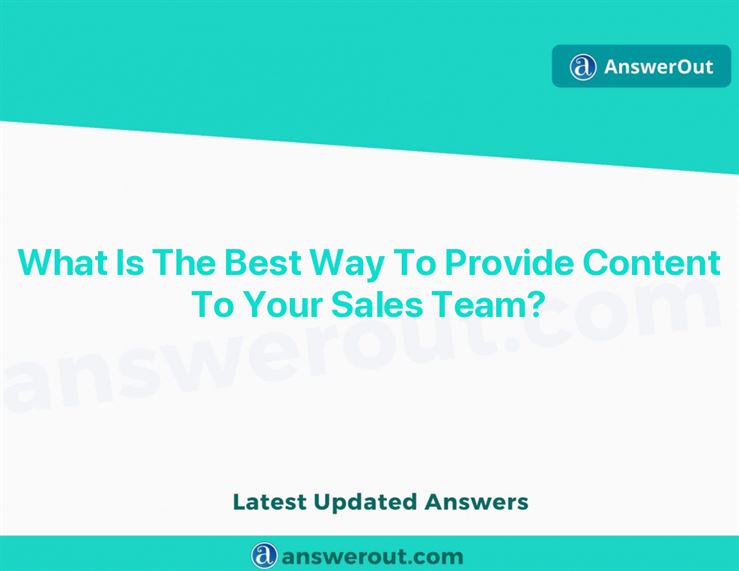 AnswerOut
What Is The Best Way To Provide Content
To Your Sales Team?
answerout.com
Latest Updated Answers
answerout.com